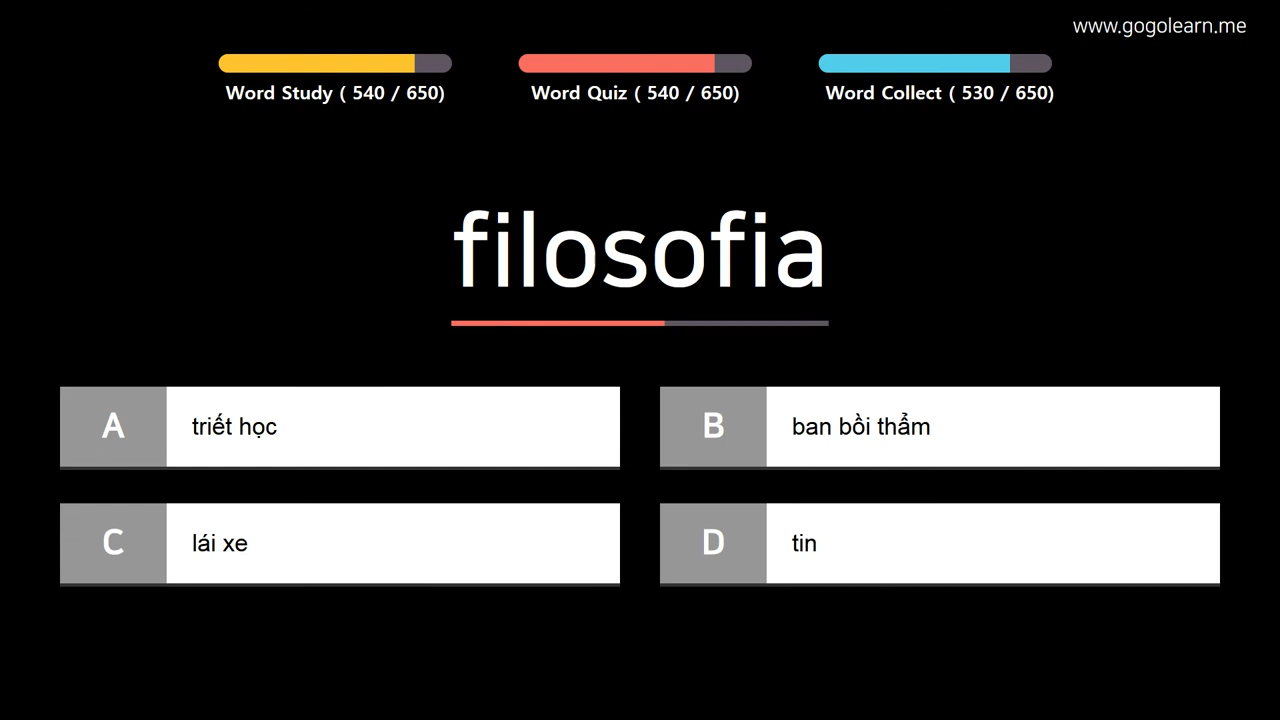 www.gogolearn.me
Word Study ( 540 / 650)
Word Quiz ( 540 / 650)
Word Collect ( 530 / 650)
filosofia
A triết học
B ban bồi thẩm
C lái xe
D tin